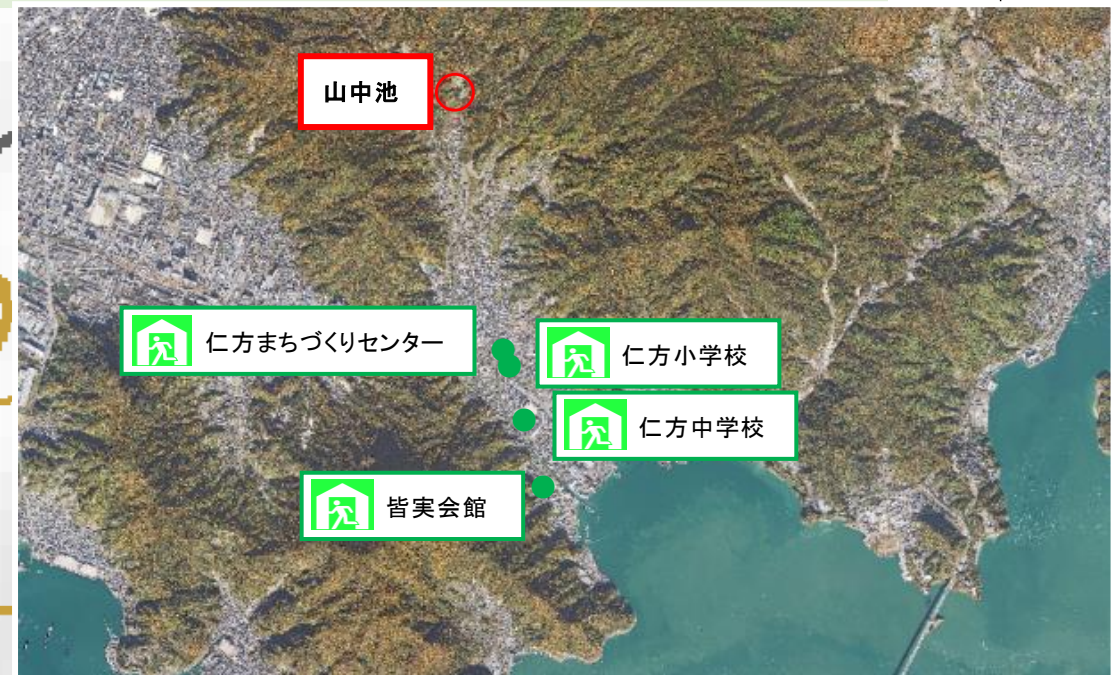 山中池
仁方まちづくりセンター
仁方小学校
仁方中学校
皆実会館